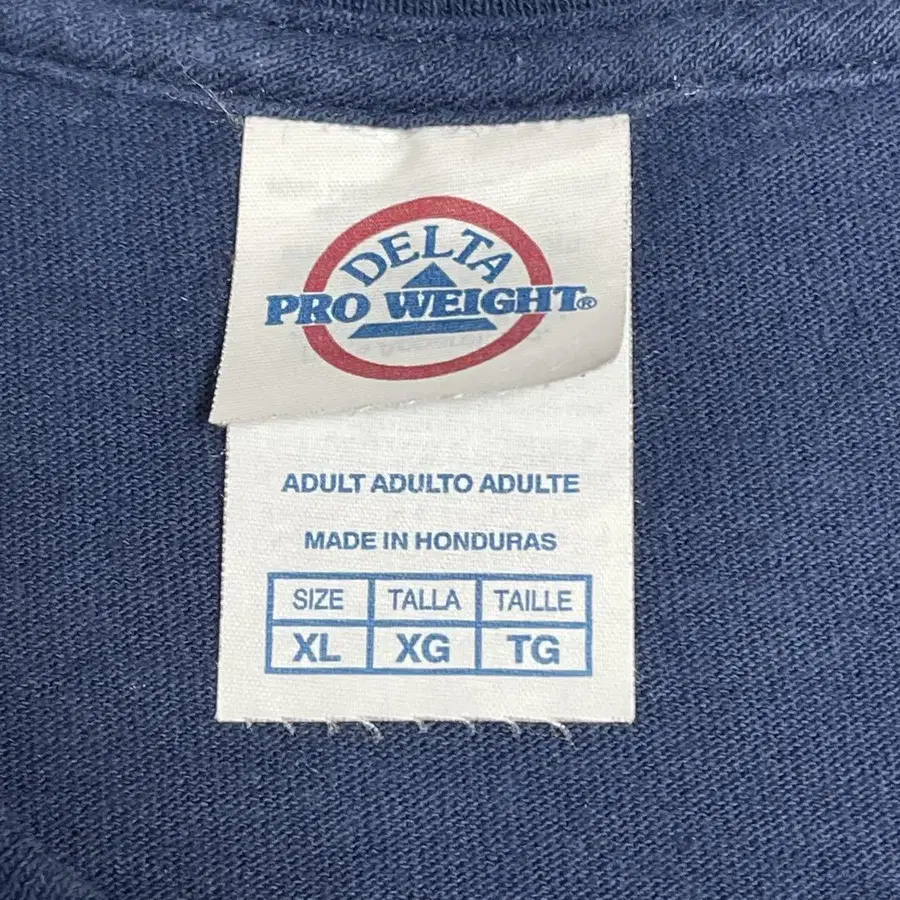 DELTA
PRO WEIGHT®
ADULT ADULTO ADULTE
MADE IN HONDURAS
SIZE TALLA TAILLE
XL XG TG